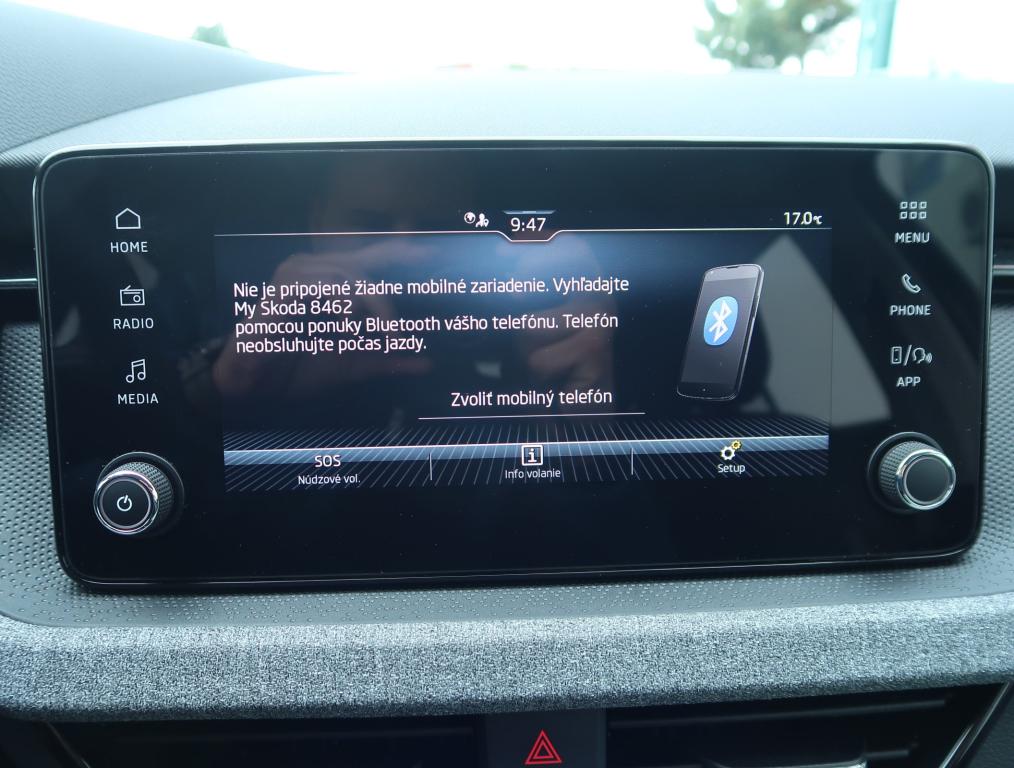 9:47
17.0°C
HOME
RADIO
MEDIA
Nie je pripojené žiadne mobilné zariadenie. Vyhľadajte
My Skoda 8462
pomocou ponuky Bluetooth vášho telefónu. Telefón
neobsluhujte počas jazdy.
Zvoliť mobilný telefón
SOS
Núdzové vol.
i
Info volanie
Setup
MENU
PHONE
APP